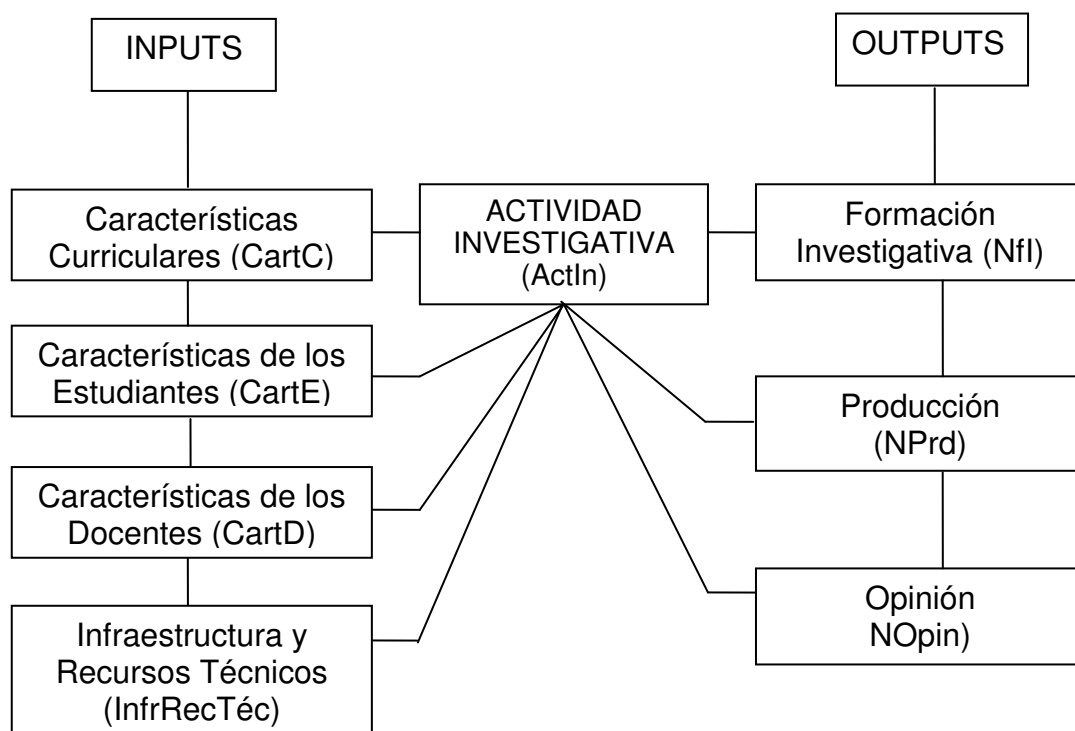 INPUTS
OUTPUTS
Características
Curriculares (CartC)
ACTIVIDAD
INVESTIGATIVA
(ActIn)
Formación
Investigativa (NfI)
Características de los
Estudiantes (CartE)
Producción
(NPrd)
Características de los
Docentes (CartD)
Opinión
NOpin)
Infraestructura y
Recursos Técnicos
(InfrRecTéc)